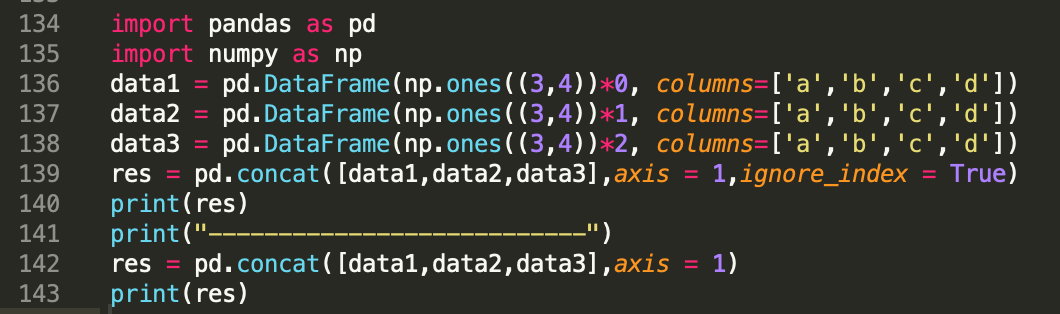 134 import pandas as pd
135 import numpy as np
136 data1 = pd.DataFrame(np.ones((3,4))*0, columns=['a','b','c','d'])
137 data2 = pd.DataFrame(np.ones((3,4))*1, columns=['a','b','c','d'])
138 data3 = pd.DataFrame(np.ones((3,4))*2, columns=['a','b','c','d'])
139 res = pd.concat([data1,data2,data3],axis = 1,ignore_index = True)
140 print(res)
141 print("---------------------------")
142 res = pd.concat([data1,data2,data3],axis = 1)
143 print(res)